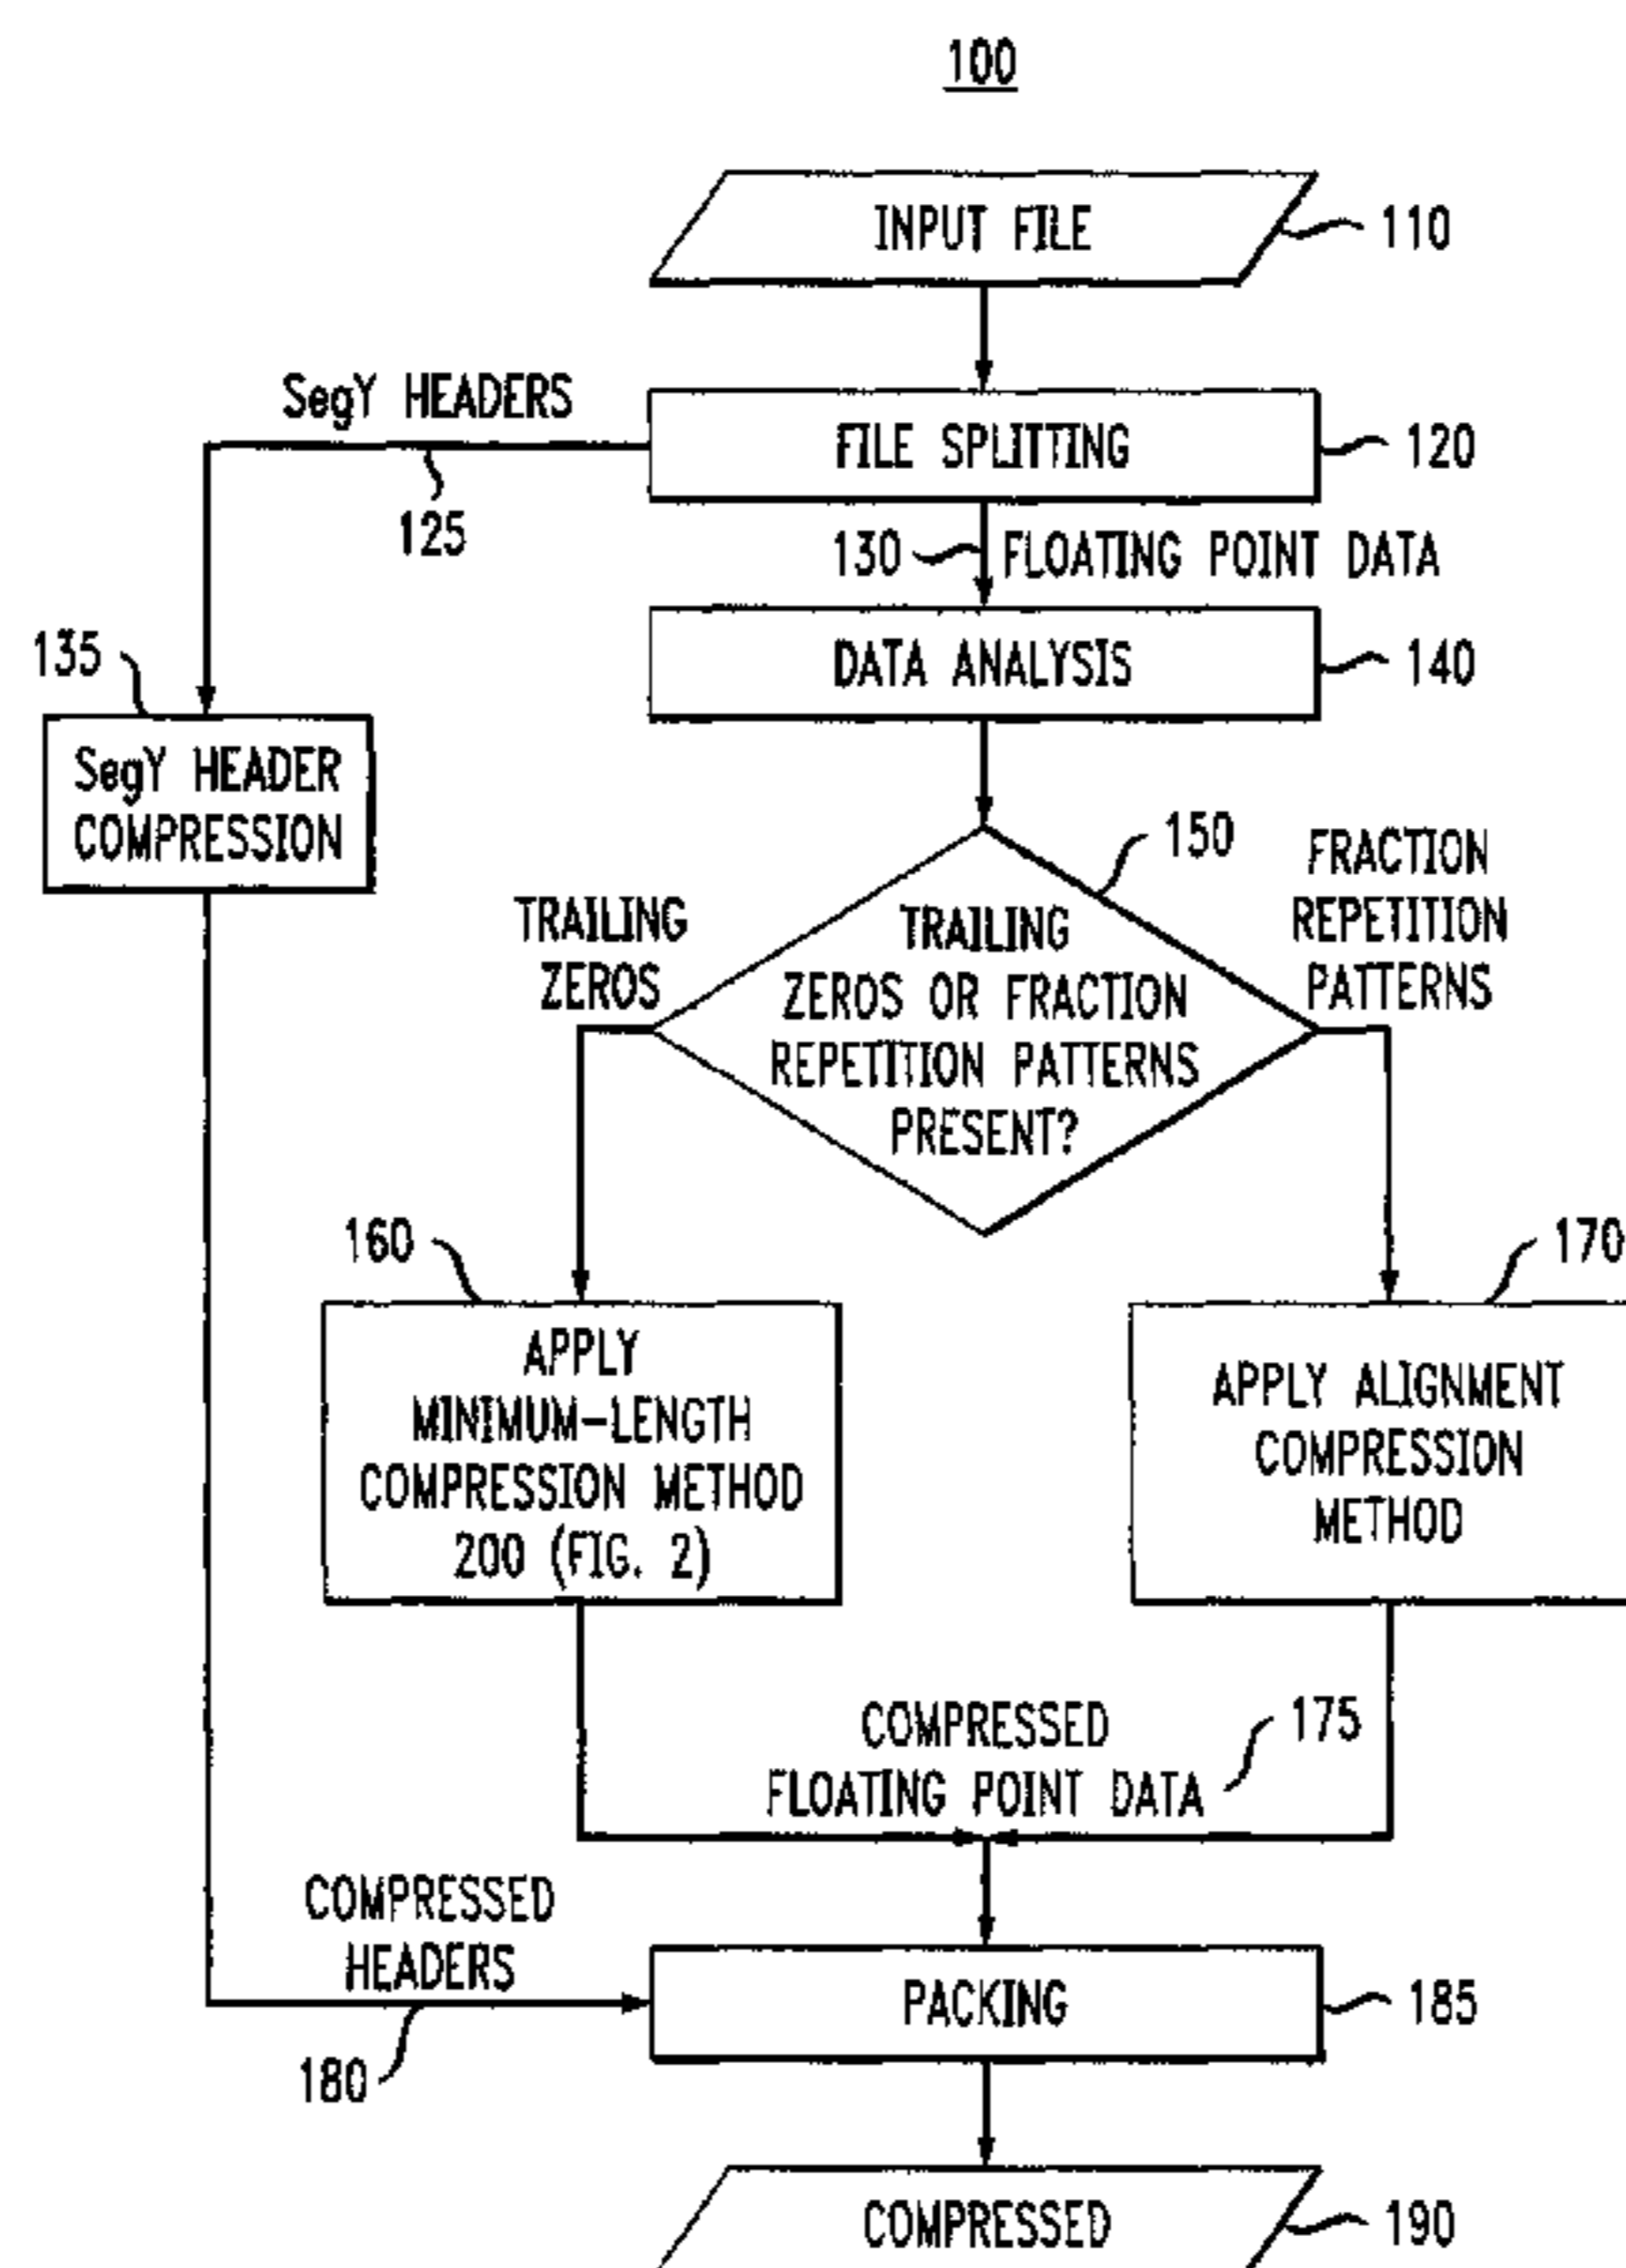 100
INPUT FILE
110
SegY HEADERS
FILE SPLITTING
120
125
130
FLOATING POINT DATA
135
DATA ANALYSIS
140
SegY HEADER
COMPRESSION
150
FRACTION
REPETITION
PATTERNS
TRAILING
ZEROS
TRAILING
ZEROS OR FRACTION
REPETITION PATTERNS
PRESENT?
160
170
APPLY
MINIMUM-LENGTH
COMPRESSION METHOD
200 (FIG. 2)
APPLY ALIGNMENT
COMPRESSION
METHOD
COMPRESSED
FLOATING POINT DATA
175
COMPRESSED
HEADERS
PACKING
185
180
COMPRESSED
190